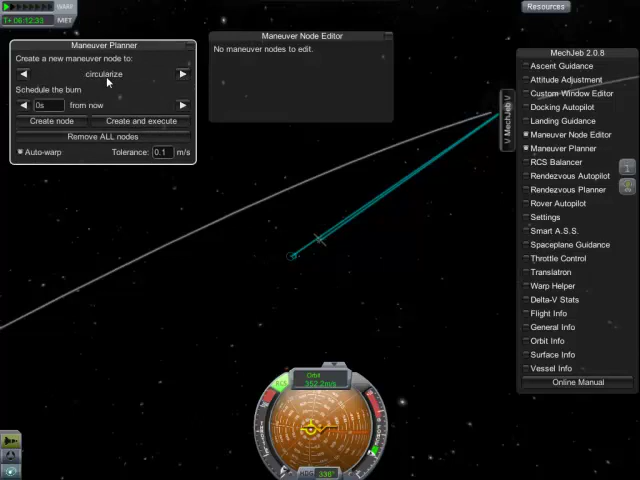 WARP
T+ 06:12:33 MET
Resources
Maneuver Planner
Create a new maneuver node to:
circularize
Schedule the burn
0s from now
Create node Create and execute
Remove ALL nodes
Auto-warp Tolerance: 0.1 m/s
Maneuver Node Editor
No maneuver nodes to edit.
V MechJeb V
MechJeb 2.0.8
Ascent Guidance
Attitude Adjustment
Custom Window Editor
Docking Autopilot
Landing Guidance
Maneuver Node Editor
Maneuver Planner
RCS Balancer
Rendezvous Autopilot
Rendezvous Planner
Rover Autopilot
Settings
Smart A.S.S.
Spaceplane Guidance
Throttle Control
Translatron
Warp Helper
Delta-V Stats
Flight Info
General Info
Orbit Info
Surface Info
Vessel Info
Online Manual
Orbit
352.2m/s